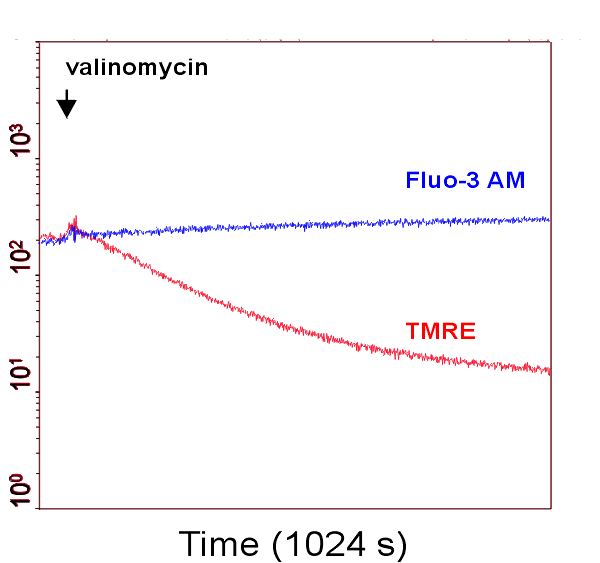 valinomycin
10³
Fluo-3 AM
10²
TMRE
10¹
10⁰
Time (1024 s)